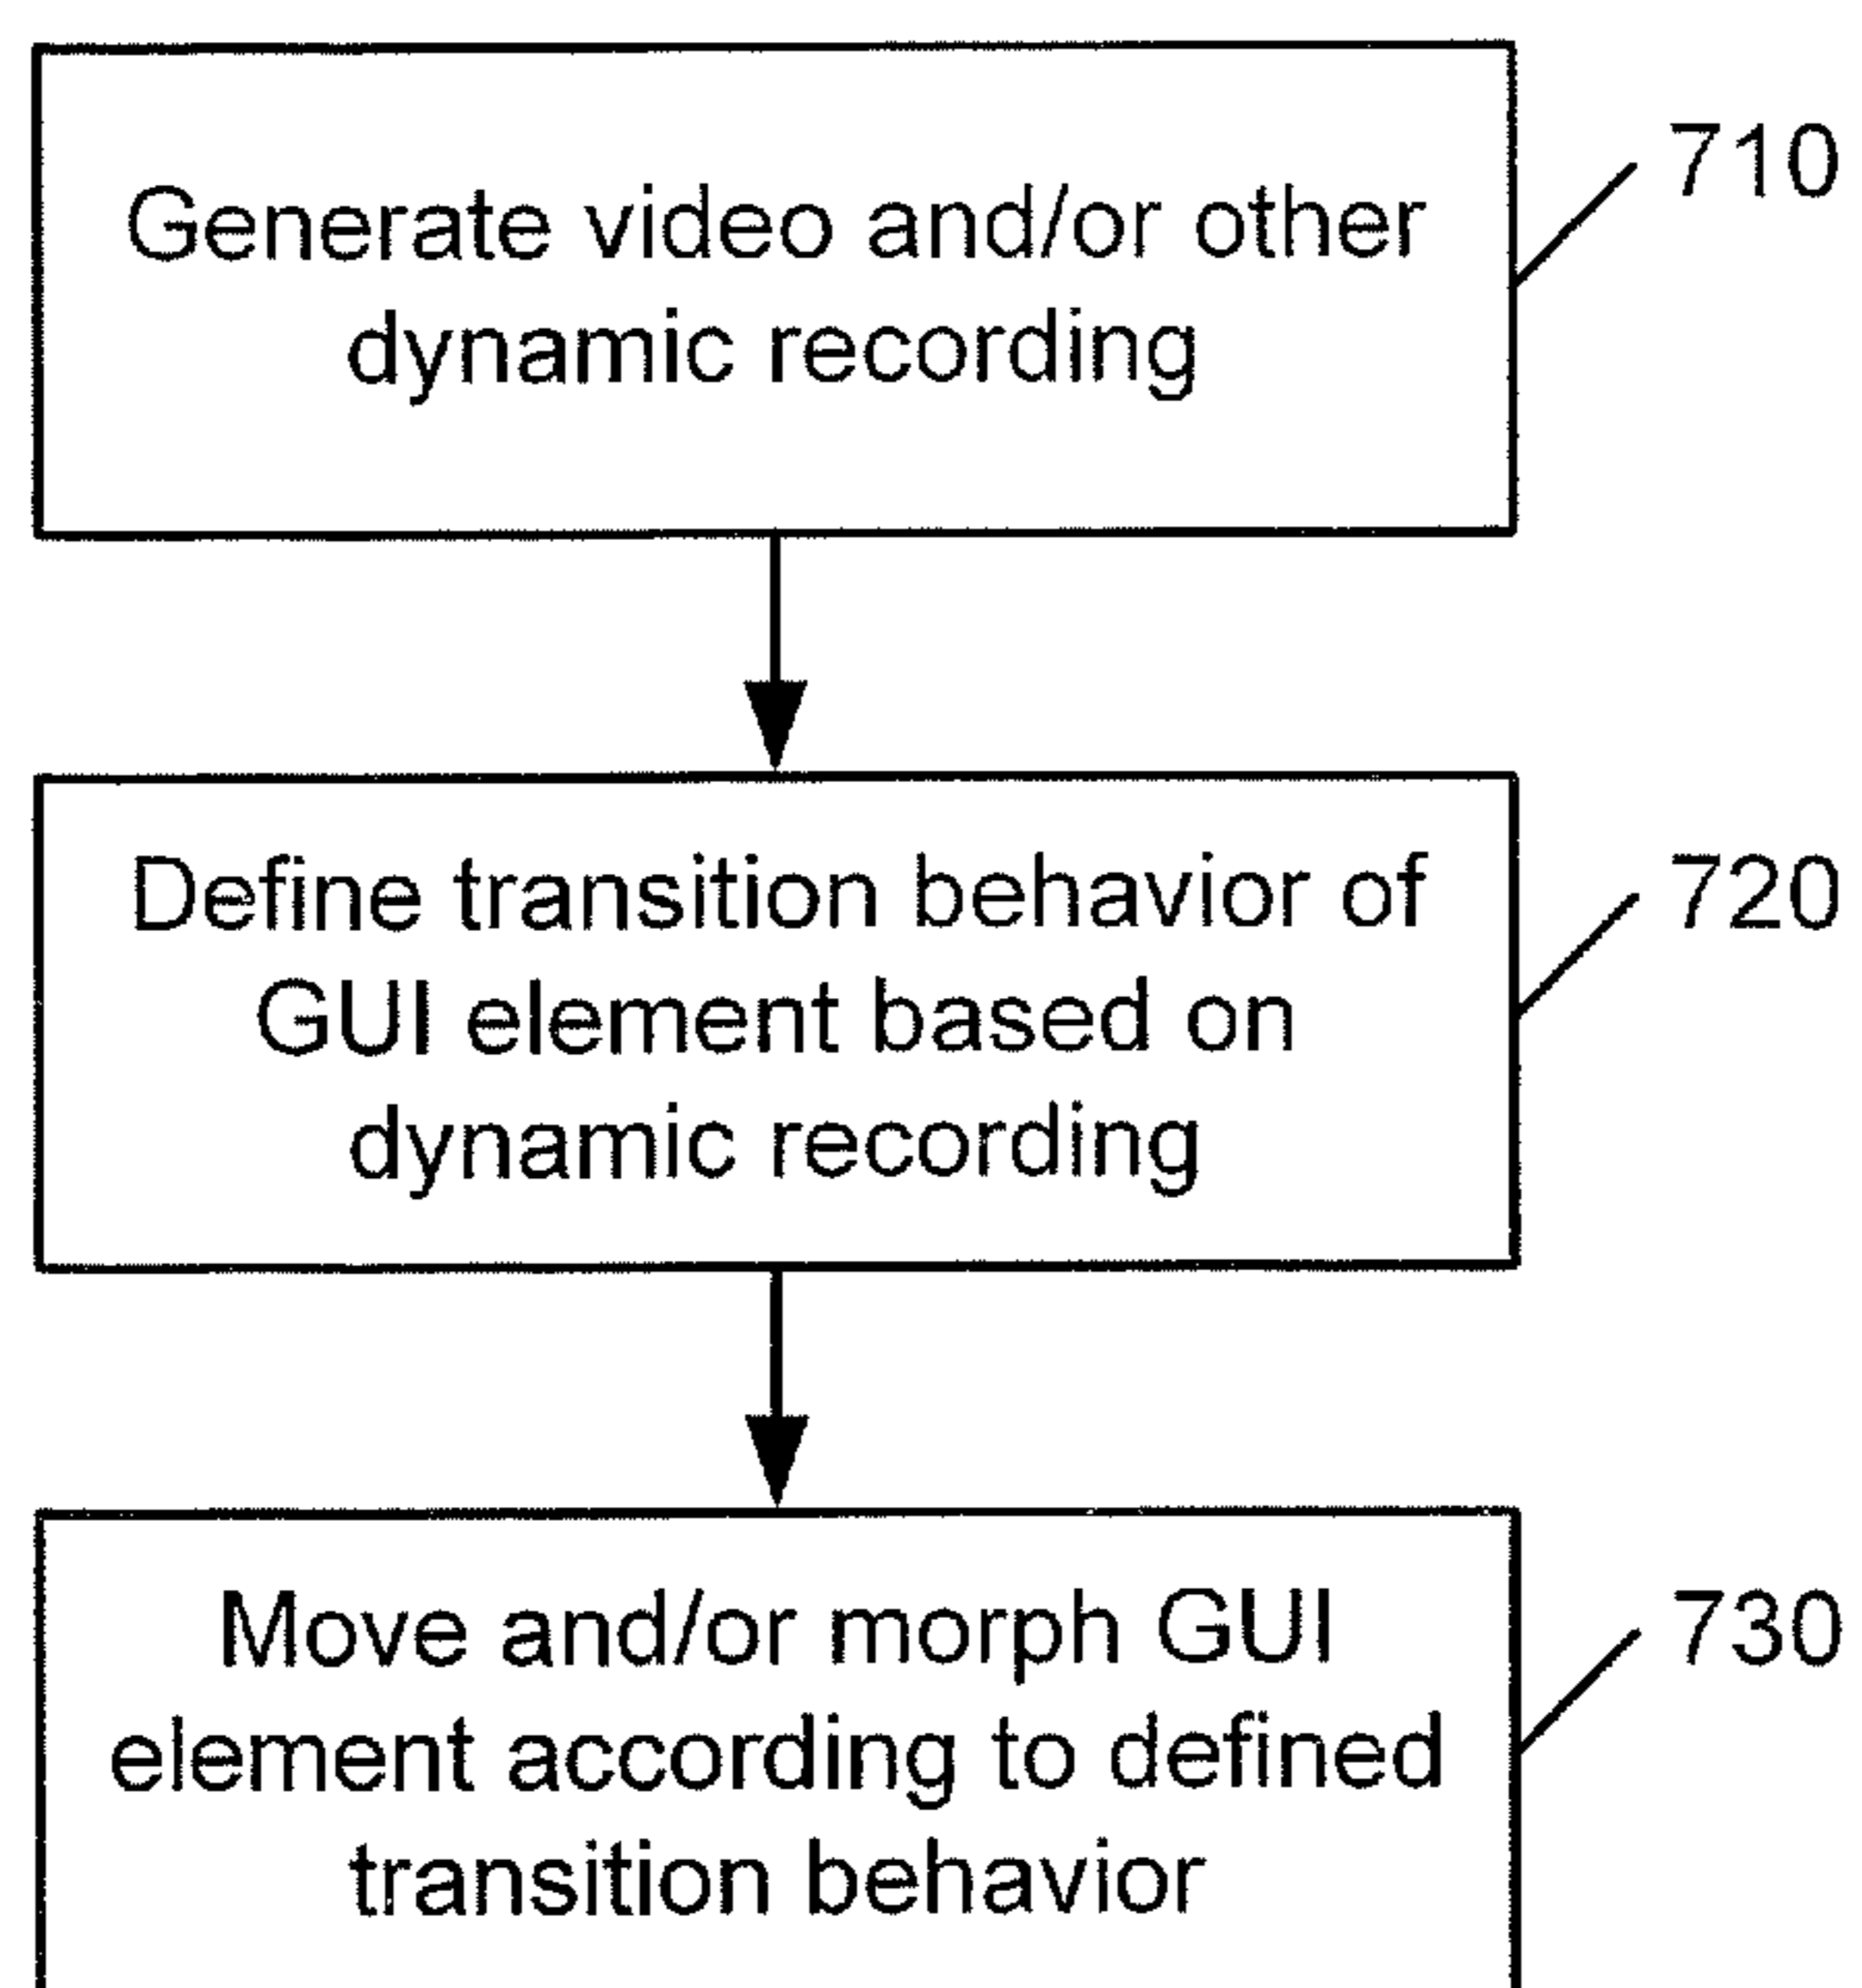 Generate video and/or other
dynamic recording
710
Define transition behavior of
GUI element based on
dynamic recording
720
Move and/or morph GUI
element according to defined
transition behavior
730